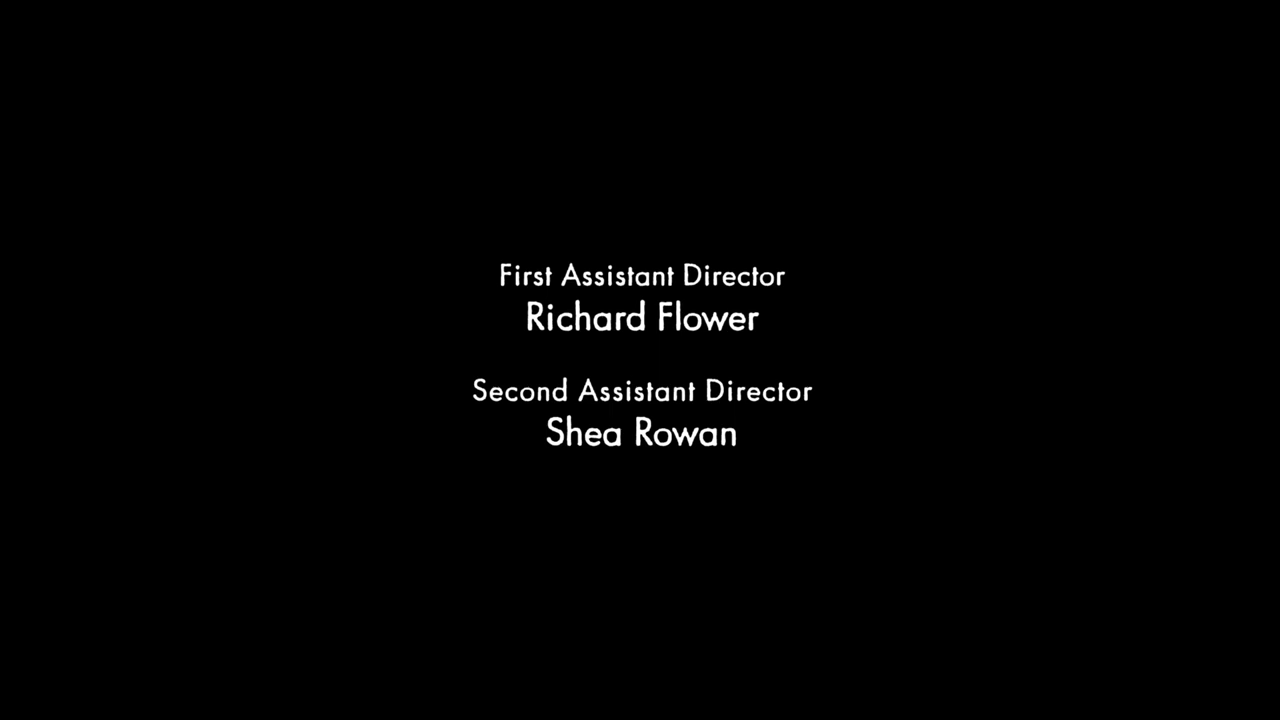 First Assistant Director
Richard Flower
Second Assistant Director
Shea Rowan